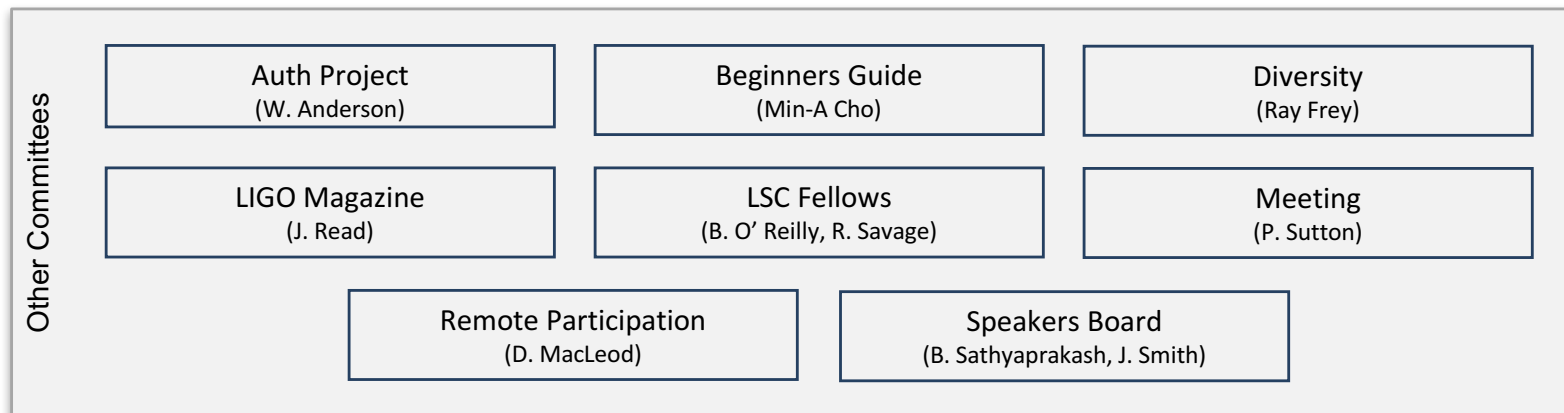 Other Committees
Auth Project
(W. Anderson)
Beginners Guide
(Min-A Cho)
Diversity
(Ray Frey)
LIGO Magazine
(J. Read)
LSC Fellows
(B. O’ Reilly, R. Savage)
Meeting
(P. Sutton)
Remote Participation
(D. MacLeod)
Speakers Board
(B. Sathyaprakash, J. Smith)